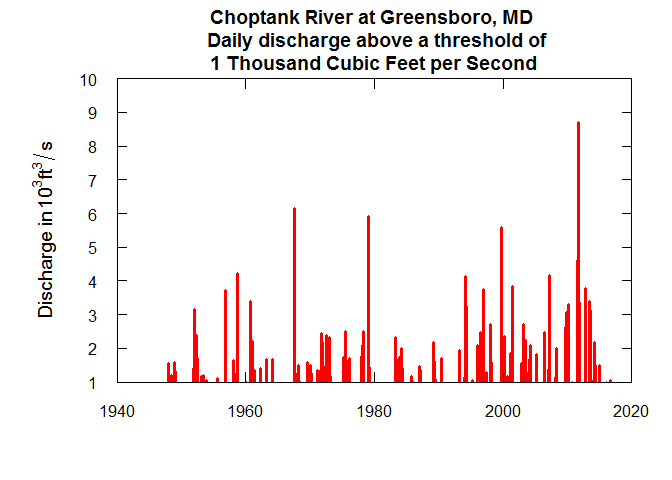 Choptank River at Greensboro, MD
Daily discharge above a threshold of
1 Thousand Cubic Feet per Second
Discharge in 10³ft³/s
10
9
8
7
6
5
4
3
2
1
1940 1960 1980 2000 2020